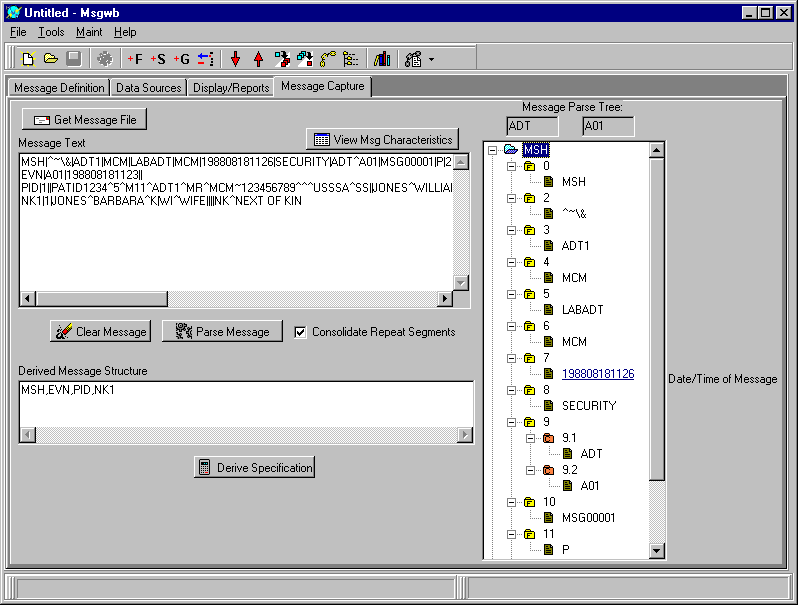 Untitled - Msgwb
File Tools Maint Help
+F +S +G
Message Definition Data Sources Display/Reports Message Capture
Get Message File
Message Text
View Msg Characteristics
MSH|^~\&|ADT1|MCM|LABADT|MCM|198808181126|SECURITY|ADT^A01|MSG00001|P|2
EVN|A01|198808181123||
PID|1||PATID1234^5^M11^ADT1^MR^MCM~123456789^^^USSSA^SS||JONES^WILLIA
NK1|1|JONES^BARBARA^K|WI^WIFE||||NK^NEXT OF KIN
Clear Message
Parse Message
Consolidate Repeat Segments
Derived Message Structure
MSH,EVN,PID,NK1
Derive Specification
Message Parse Tree:
ADT A01
MSH
0
MSH
2
^~\&
3
ADT1
4
MCM
5
LABADT
6
MCM
7
198808181126
8
SECURITY
9
9.1
ADT
9.2
A01
10
MSG00001
11
P
Date/Time of Message